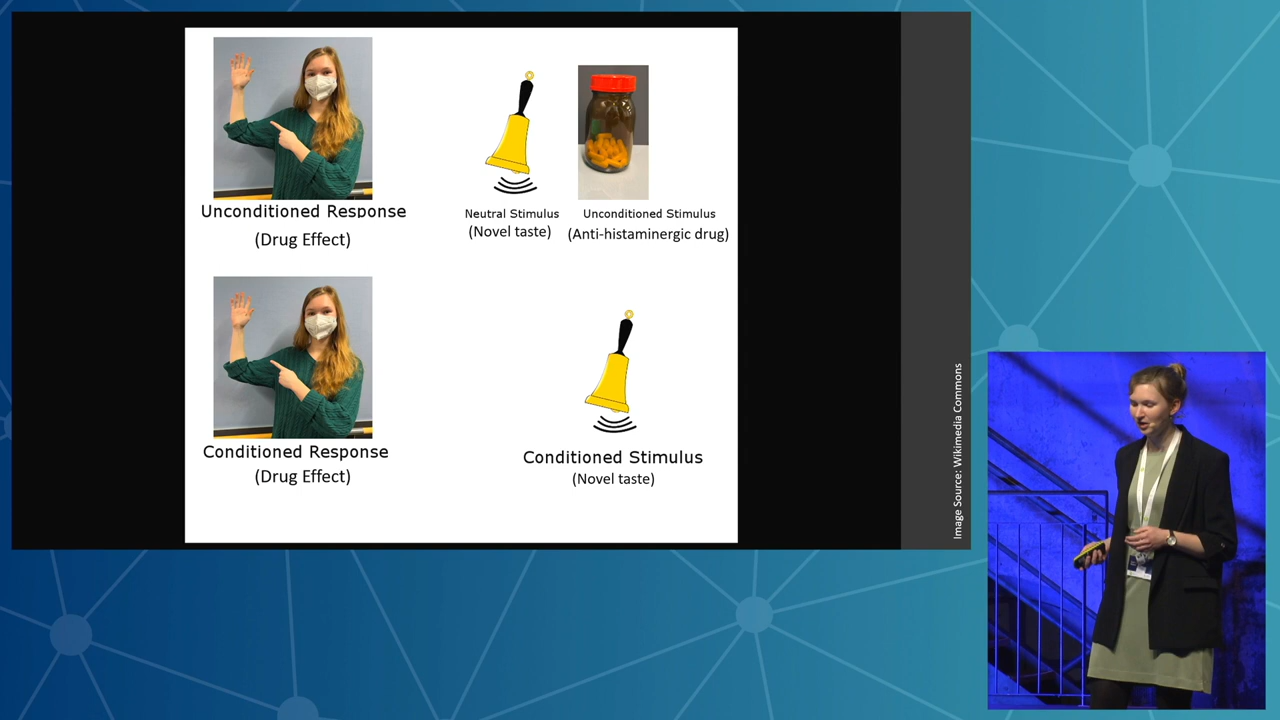 Unconditioned Response
(Drug Effect)
Neutral Stimulus
(Novel taste)
Unconditioned Stimulus
(Anti-histaminergic drug)
Conditioned Response
(Drug Effect)
Conditioned Stimulus
(Novel taste)
Image Source: Wikimedia Commons